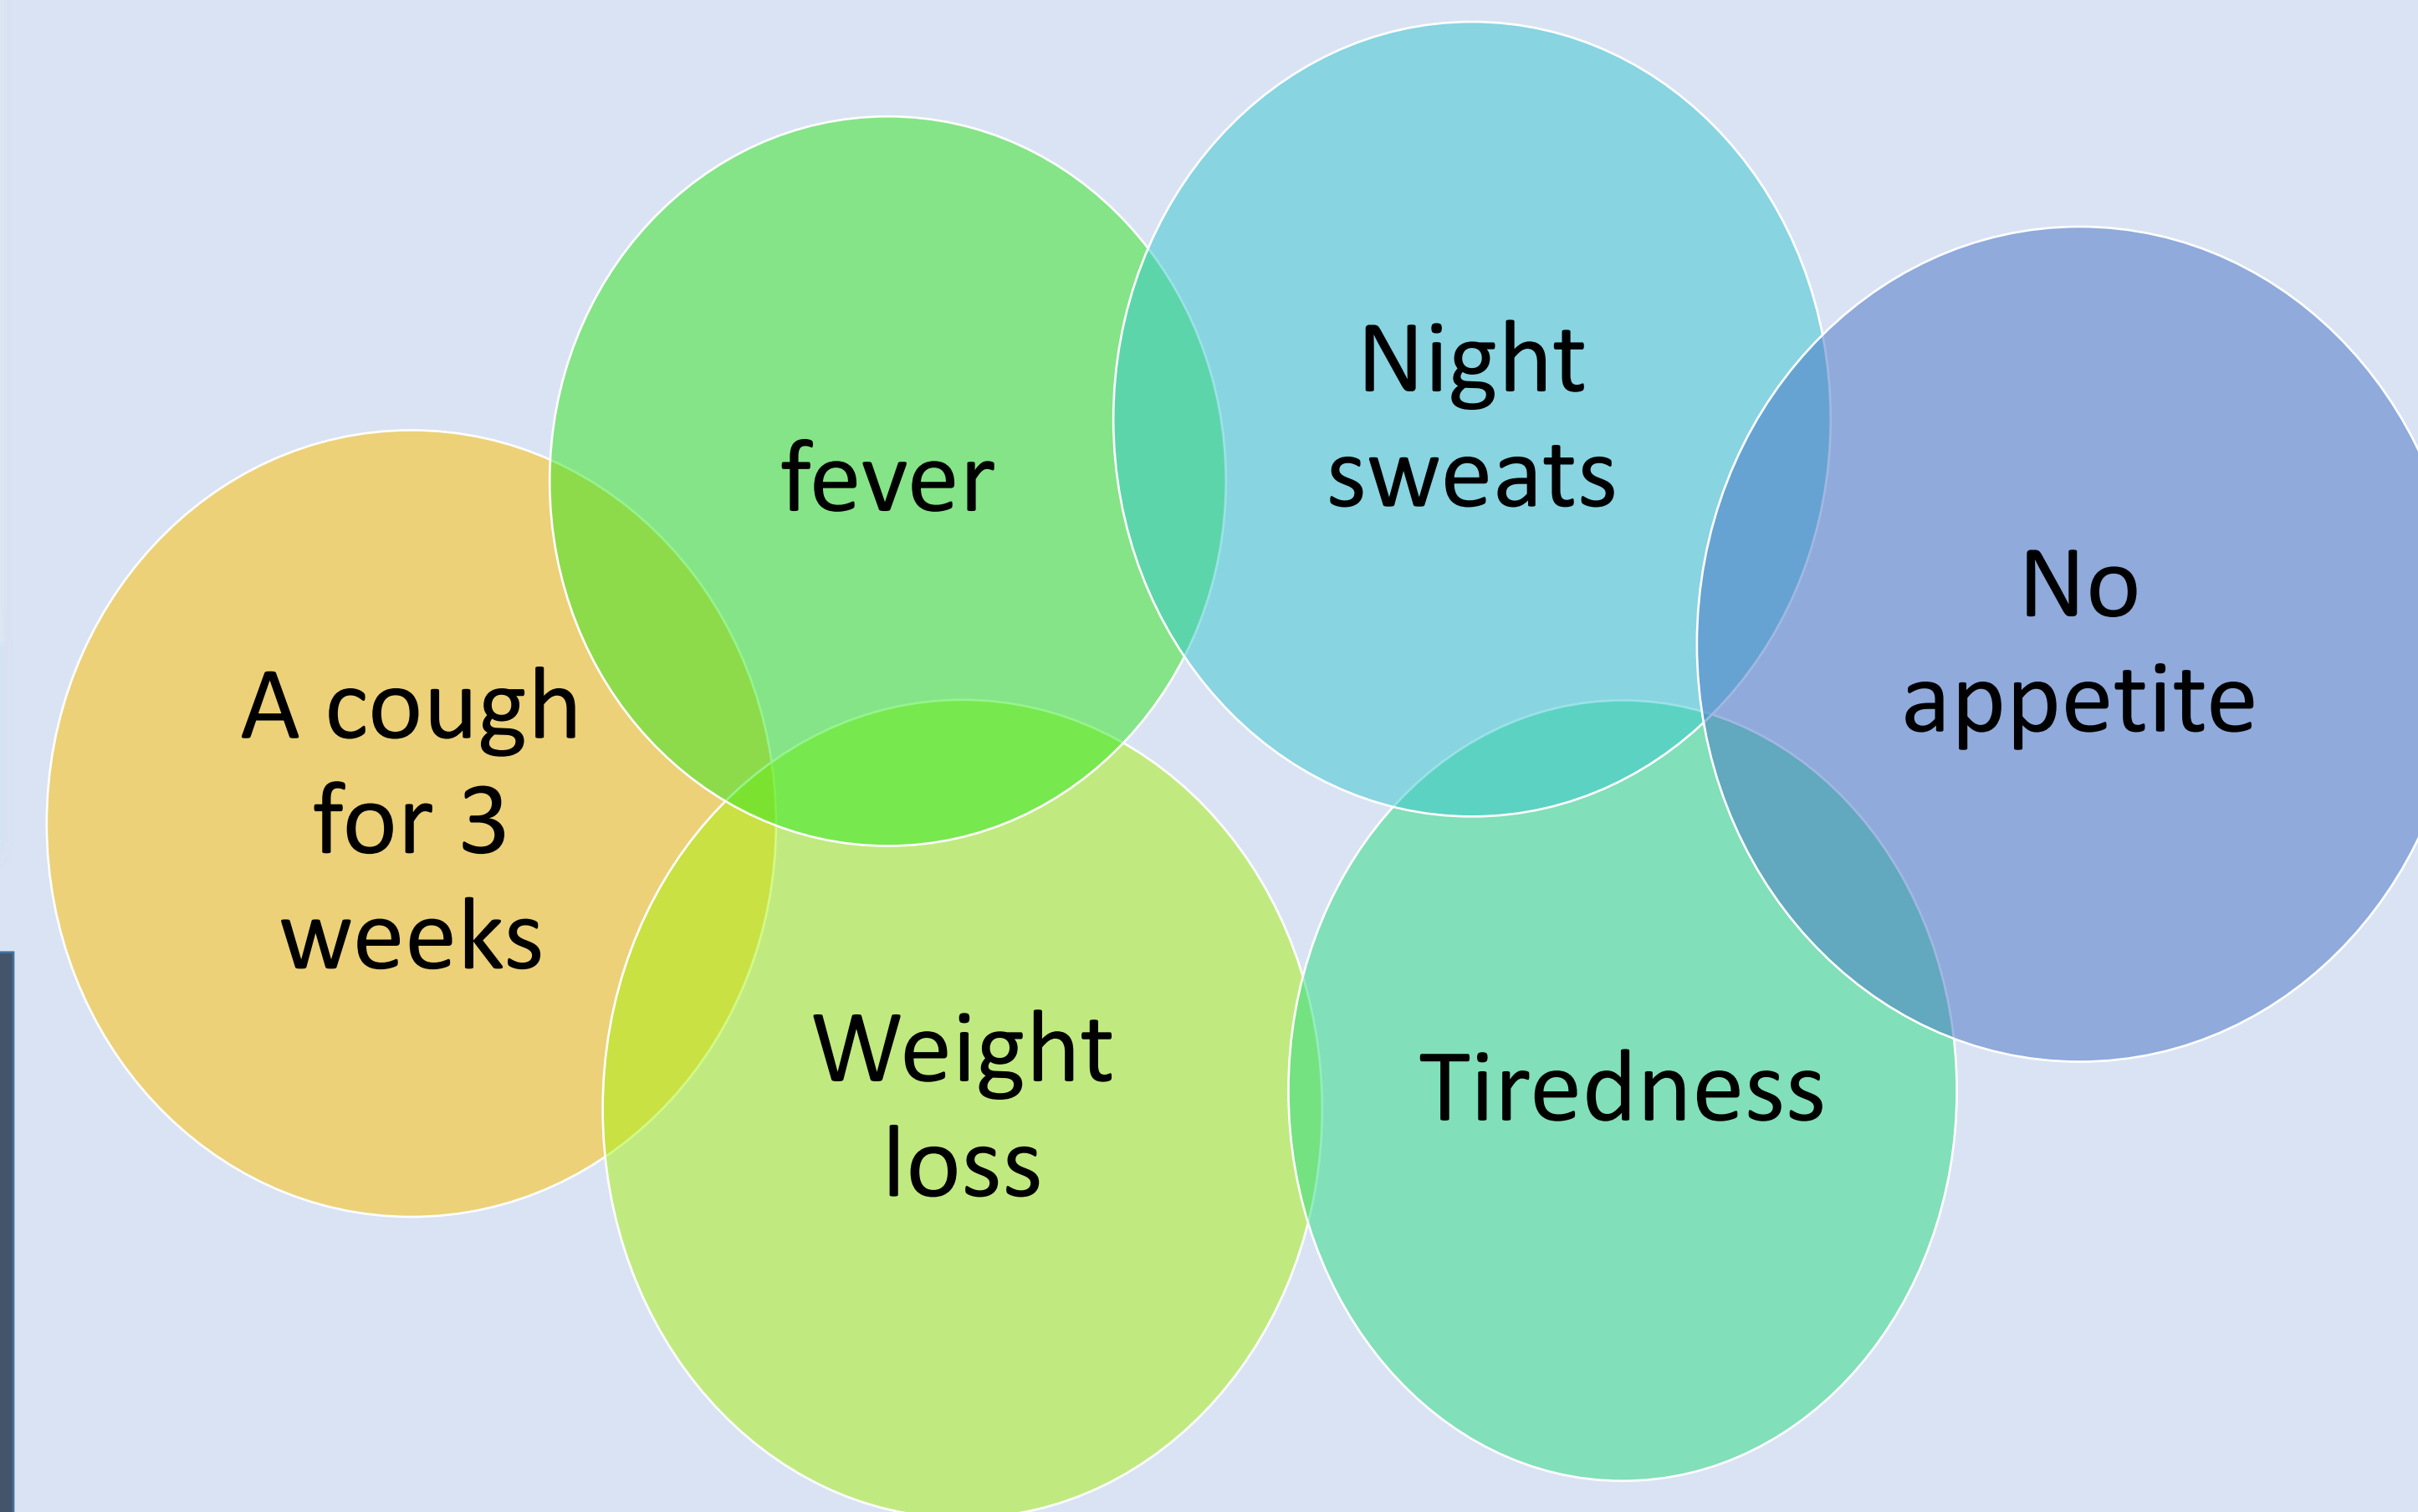 A cough
for 3
weeks
fever
Weight
loss
Night
sweats
Tiredness
No
appetite